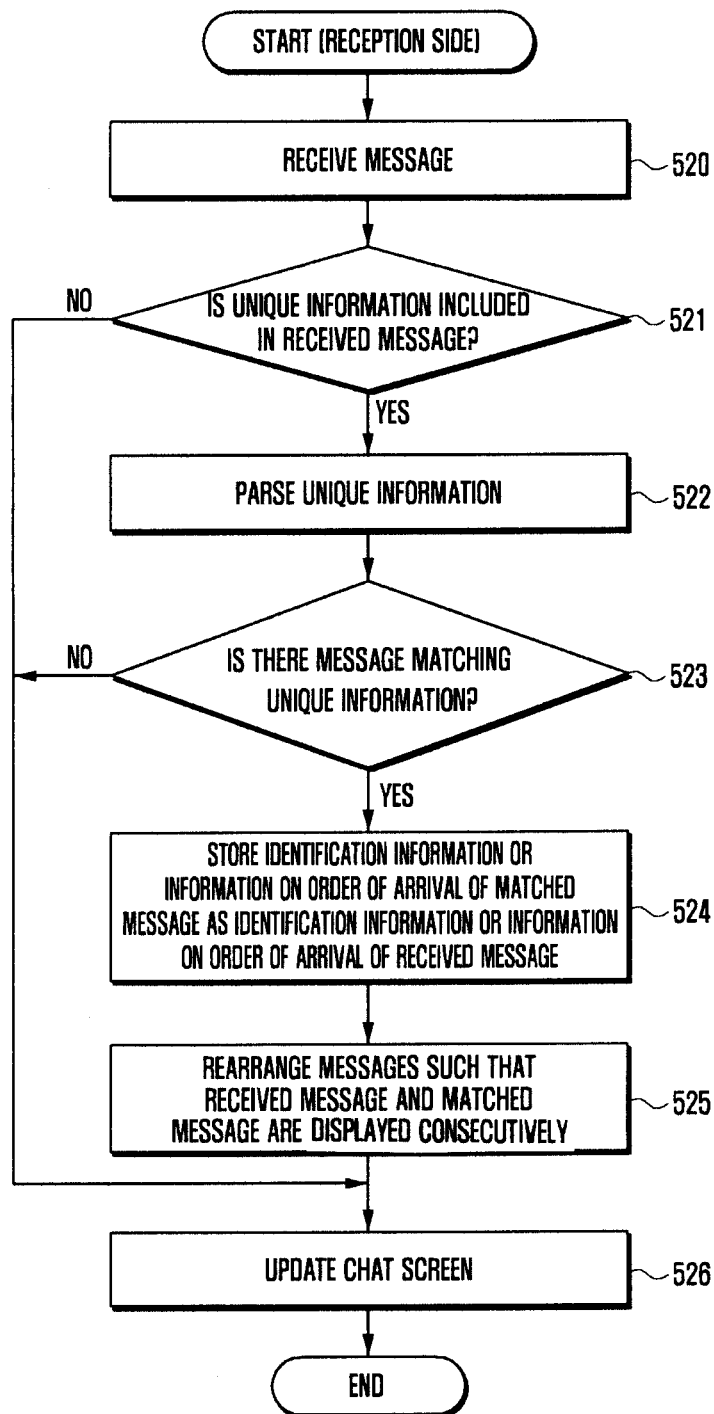 START (RECEPTION SIDE)
RECEIVE MESSAGE
520
NO
IS UNIQUE INFORMATION INCLUDED
IN RECEIVED MESSAGE?
521
YES
PARSE UNIQUE INFORMATION
522
NO
IS THERE MESSAGE MATCHING
UNIQUE INFORMATION?
523
YES
STORE IDENTIFICATION INFORMATION OR
INFORMATION ON ORDER OF ARRIVAL OF MATCHED
MESSAGE AS IDENTIFICATION INFORMATION OR INFORMATION
ON ORDER OF ARRIVAL OF RECEIVED MESSAGE
524
REARRANGE MESSAGES SUCH THAT
RECEIVED MESSAGE AND MATCHED
MESSAGE ARE DISPLAYED CONSECUTIVELY
525
UPDATE CHAT SCREEN
526
END